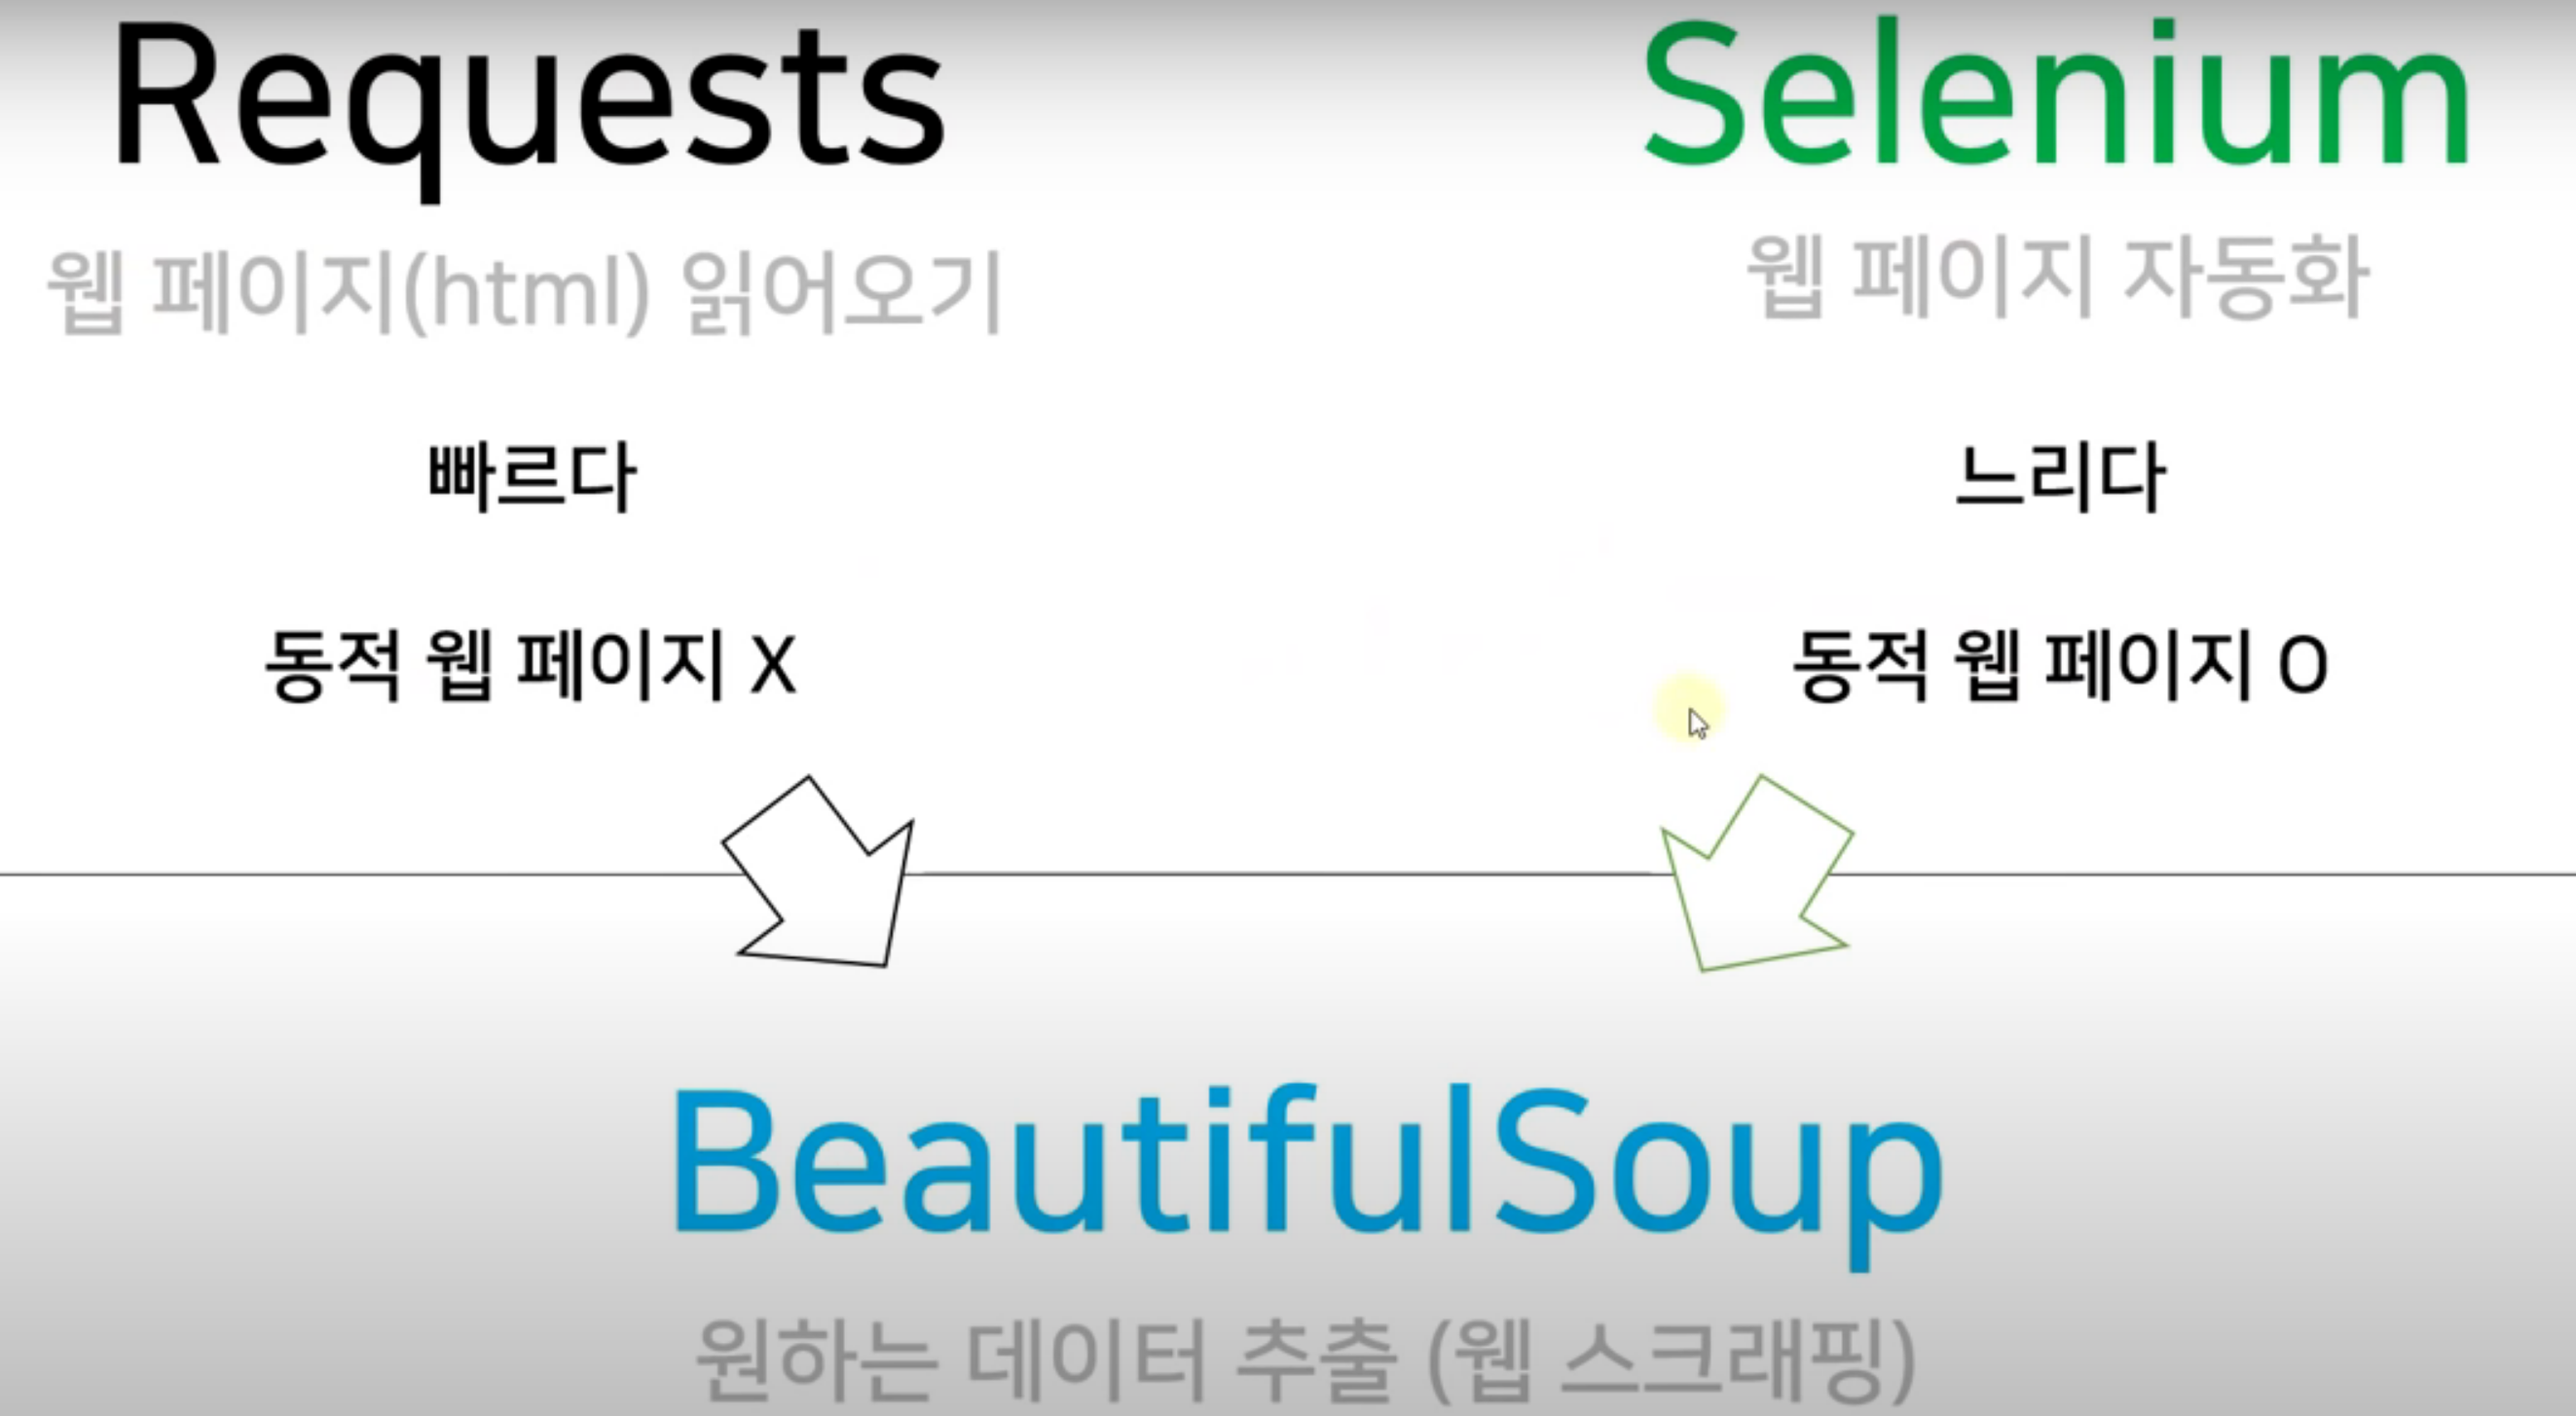 Requests
웹 페이지(html) 읽어오기
빠르다
동적 웹 페이지 X
Selenium
웹 페이지 자동화
느리다
동적 웹 페이지 O
BeautifulSoup
원하는 데이터 추출 (웹 스크래핑)